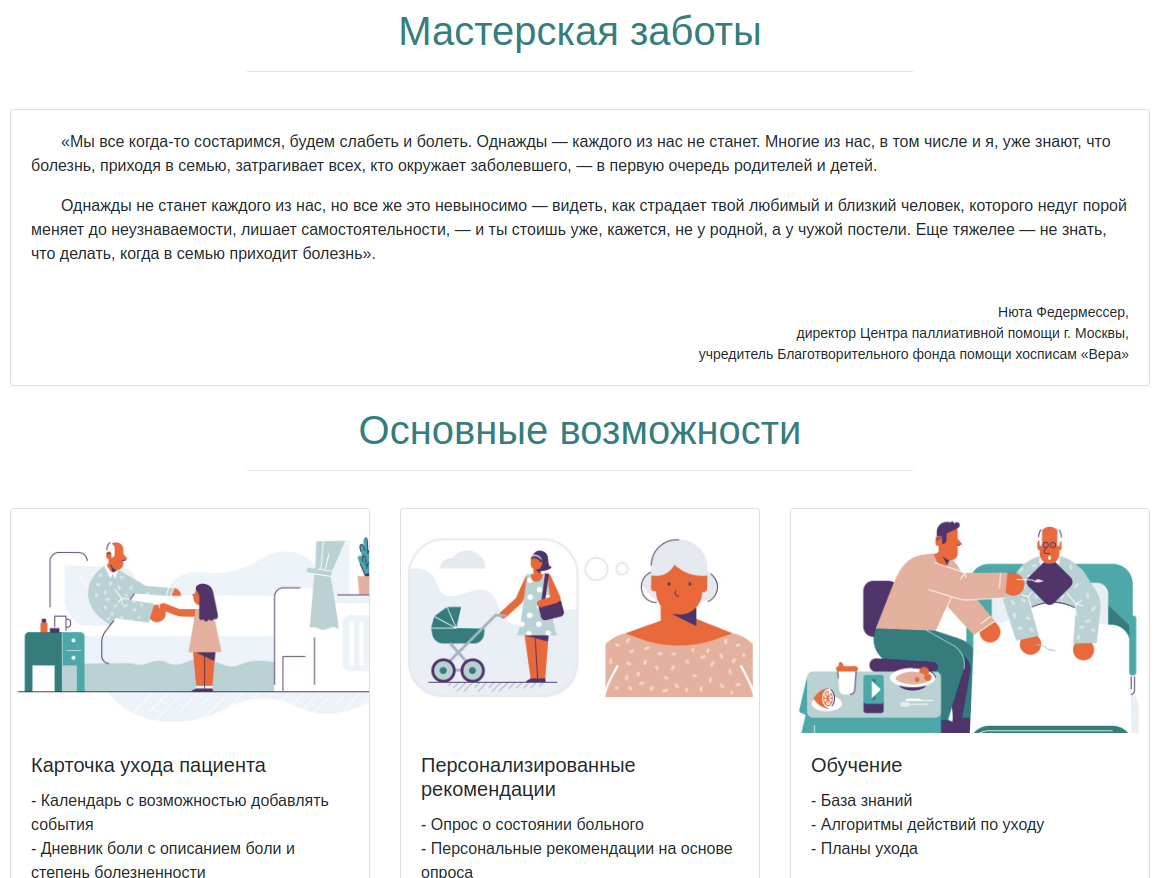 Мастерская заботы
«Мы все когда-то состаримся, будем слабеть и болеть. Однажды — каждого из нас не станет. Многие из нас, в том числе и я, уже знают, что
болезнь, приходя в семью, затрагивает всех, кто окружает заболевшего, — в первую очередь родителей и детей.
Однажды не станет каждого из нас, но все же это невыносимо — видеть, как страдает твой любимый и близкий человек, которого недуг порой
меняет до неузнаваемости, лишает самостоятельности, — и ты стоишь уже, кажется, не у родной, а у чужой постели. Еще тяжелее — не знать,
что делать, когда в семью приходит болезнь».
Нюта Федермессер,
директор Центра паллиативной помощи г. Москвы,
учредитель Благотворительного фонда помощи хосписам «Вера»
Основные возможности
Карточка ухода пациента
- Календарь с возможностью добавлять
события
- Дневник боли с описанием боли и
степень болезненности
Персонализированные
рекомендации
- Опрос о состоянии больного
- Персональные рекомендации на основе
опроса
Обучение
- База знаний
- Алгоритмы действий по уходу
- Планы ухода